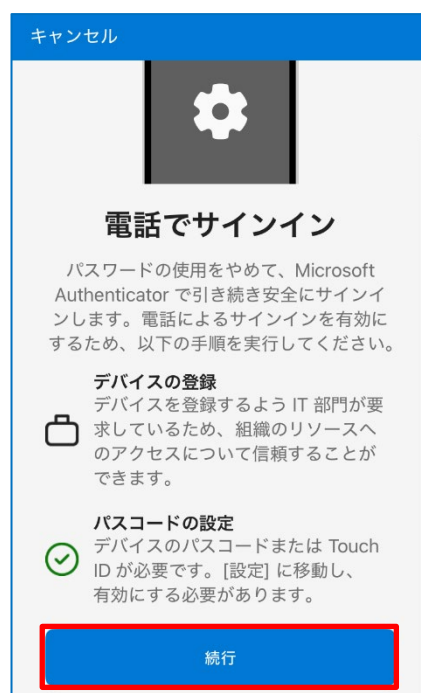 キャンセル
電話でサインイン
パスワードの使用をやめて、Microsoft
Authenticator で引き続き安全にサインイ
ンします。電話によるサインインを有効に
するため、以下の手順を実行してください。
デバイスの登録
デバイスを登録するよう IT 部門が要
求しているため、組織のリソースへ
のアクセスについて信頼することが
できます。
パスコードの設定
デバイスのパスコードまたは Touch
ID が必要です。[設定] に移動し、
有効にする必要があります。
続行